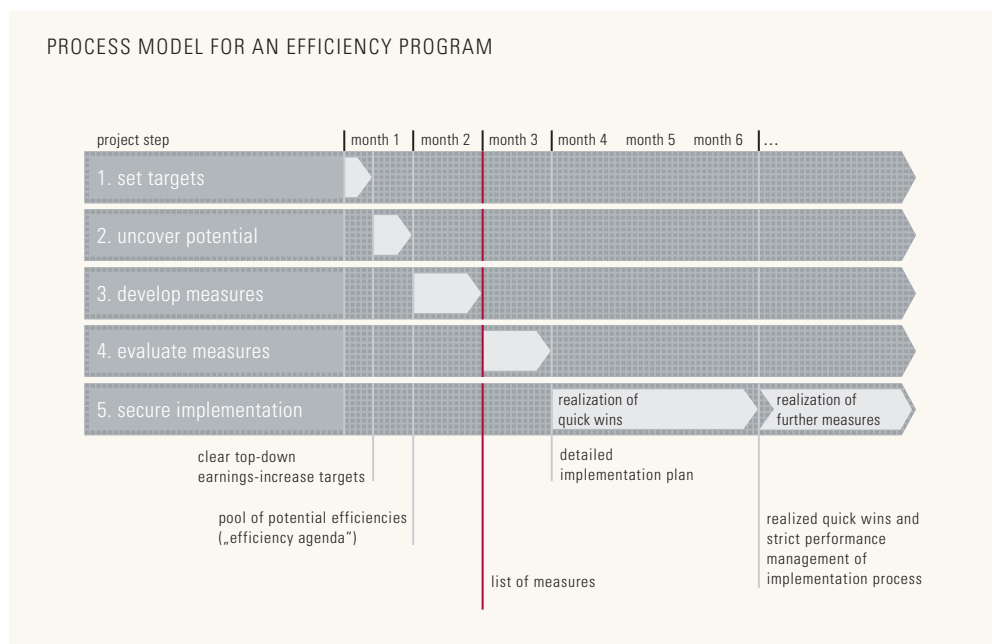 PROCESS MODEL FOR AN EFFICIENCY PROGRAM
project step
month 1
month 2
month 3
month 4
month 5
month 6
...
1. set targets
2. uncover potential
3. develop measures
4. evaluate measures
5. secure implementation
realization of
quick wins
realization of
further measures
clear top-down
earnings-increase targets
detailed
implementation plan
pool of potential efficiencies
(„efficiency agenda“)
realized quick wins and
strict performance
management of
implementation process
list of measures